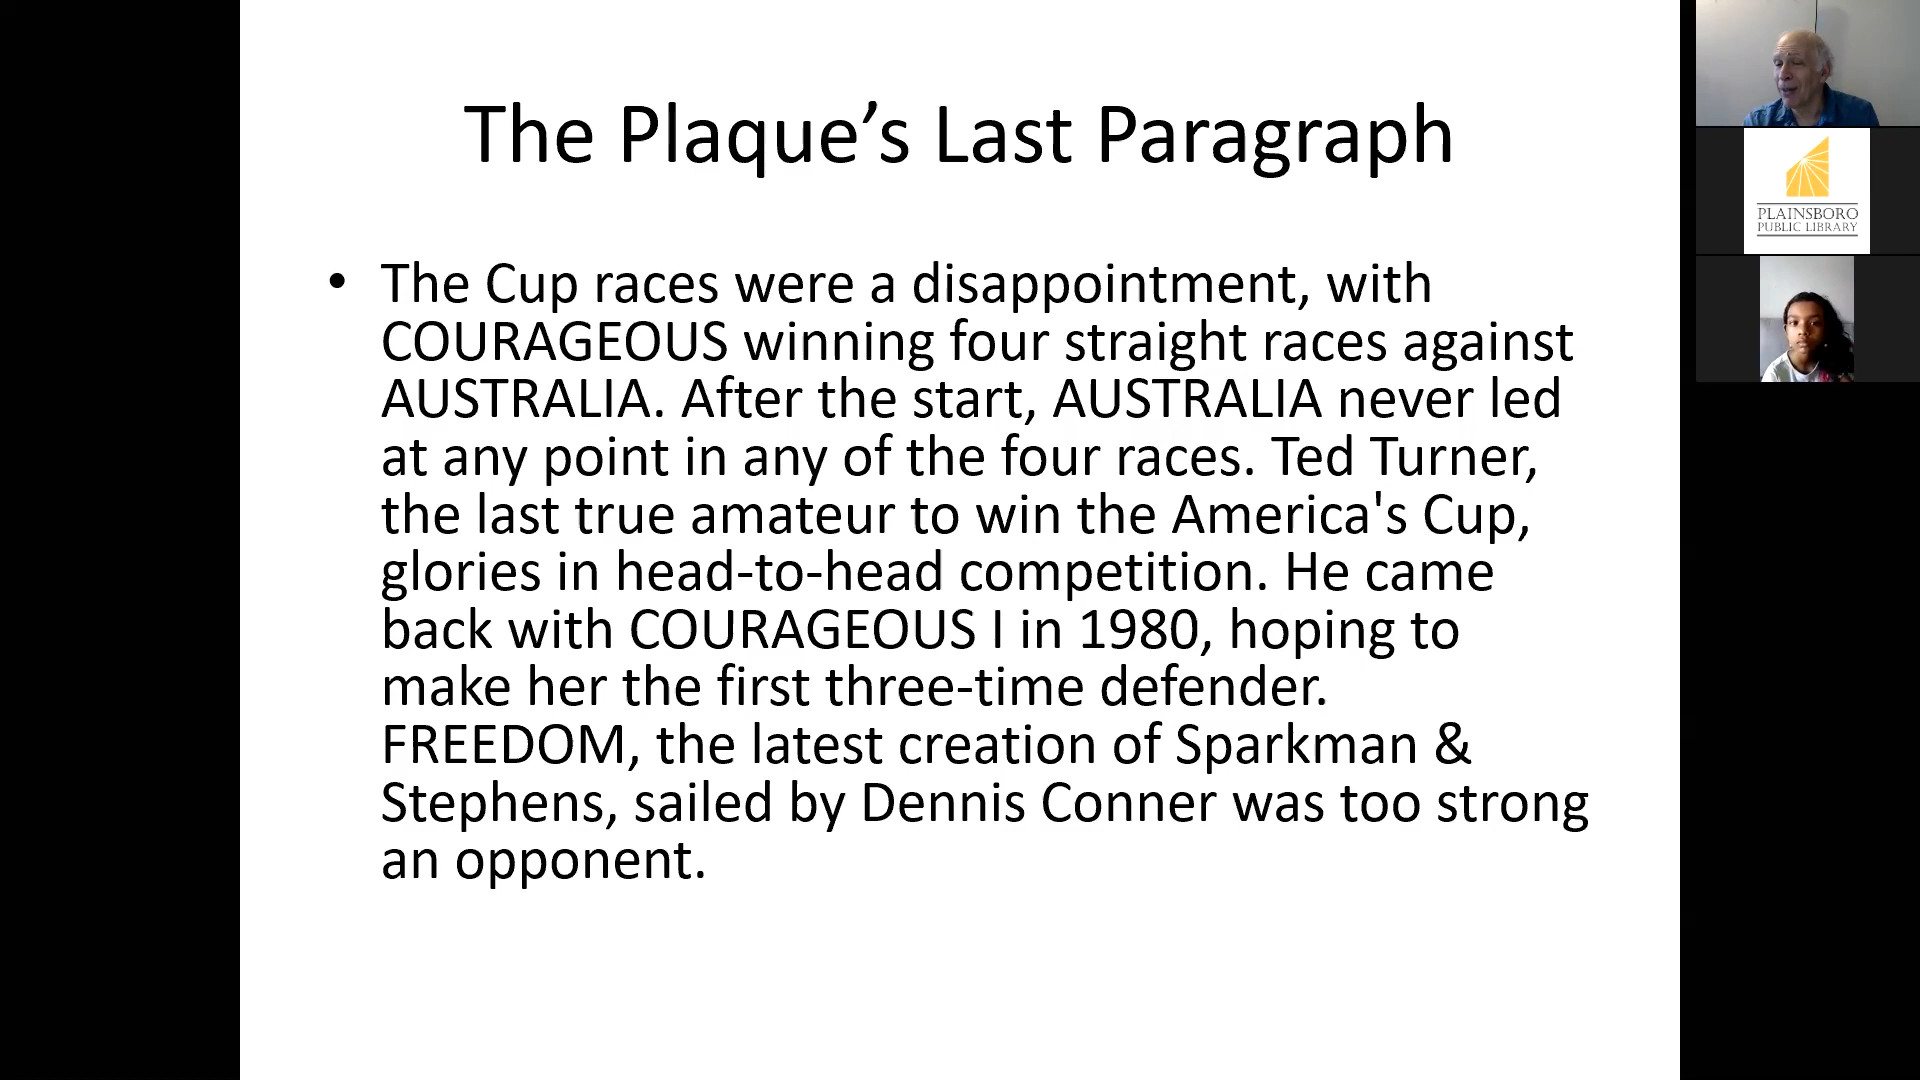 The Plaque’s Last Paragraph
• The Cup races were a disappointment, with
COURAGEOUS winning four straight races against
AUSTRALIA. After the start, AUSTRALIA never led
at any point in any of the four races. Ted Turner,
the last true amateur to win the America's Cup,
glories in head-to-head competition. He came
back with COURAGEOUS I in 1980, hoping to
make her the first three-time defender.
FREEDOM, the latest creation of Sparkman &
Stephens, sailed by Dennis Conner was too strong
an opponent.
PLAINSBORO
PUBLIC LIBRARY